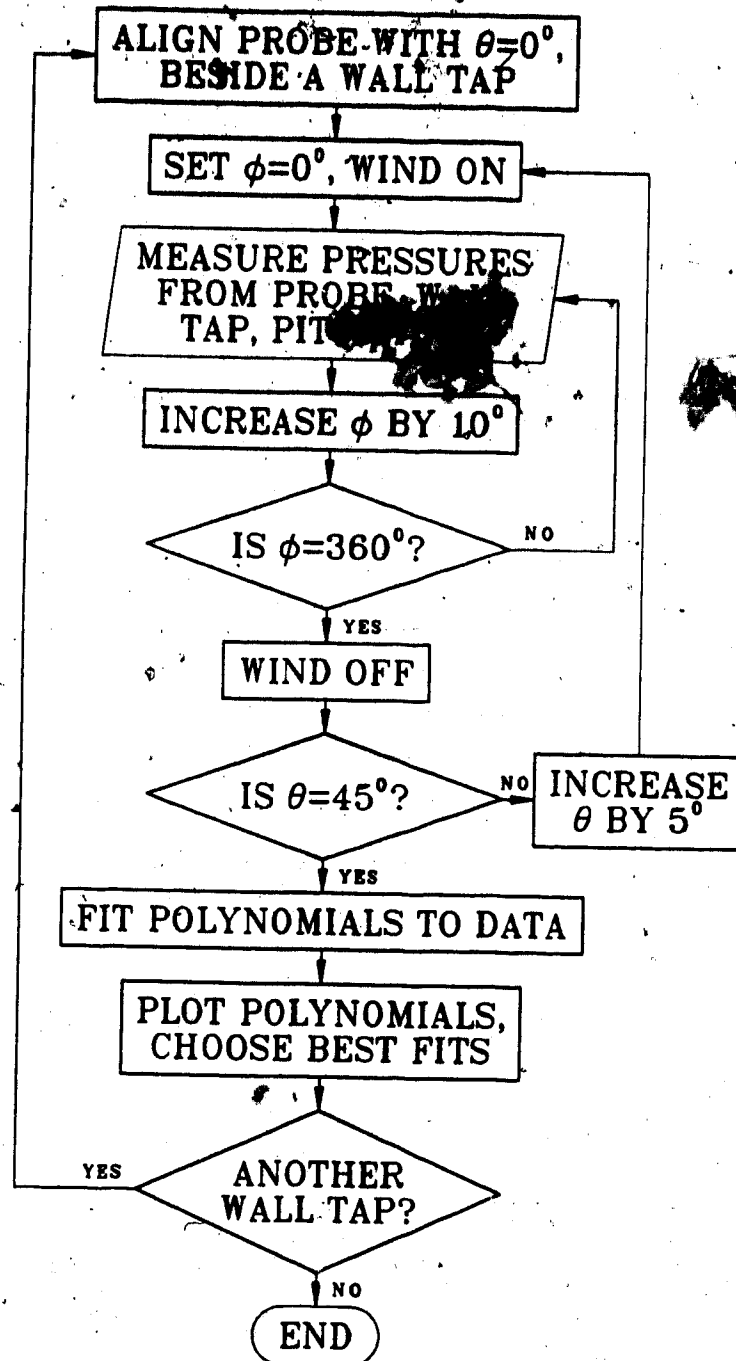 ALIGN PROBE WITH θ=0°,
BESIDE A WALL TAP
SET φ=0°, WIND ON
MEASURE PRESSURES
FROM PROBE,
TAP,
INCREASE φ BY 10°
IS φ=360°?
NO
YES
WIND OFF
IS θ=45°?
NO
INCREASE
θ BY 5°
YES
FIT POLYNOMIALS TO DATA
PLOT POLYNOMIALS,
CHOOSE BEST FITS
YES
ANOTHER
WALL TAP?
NO
END